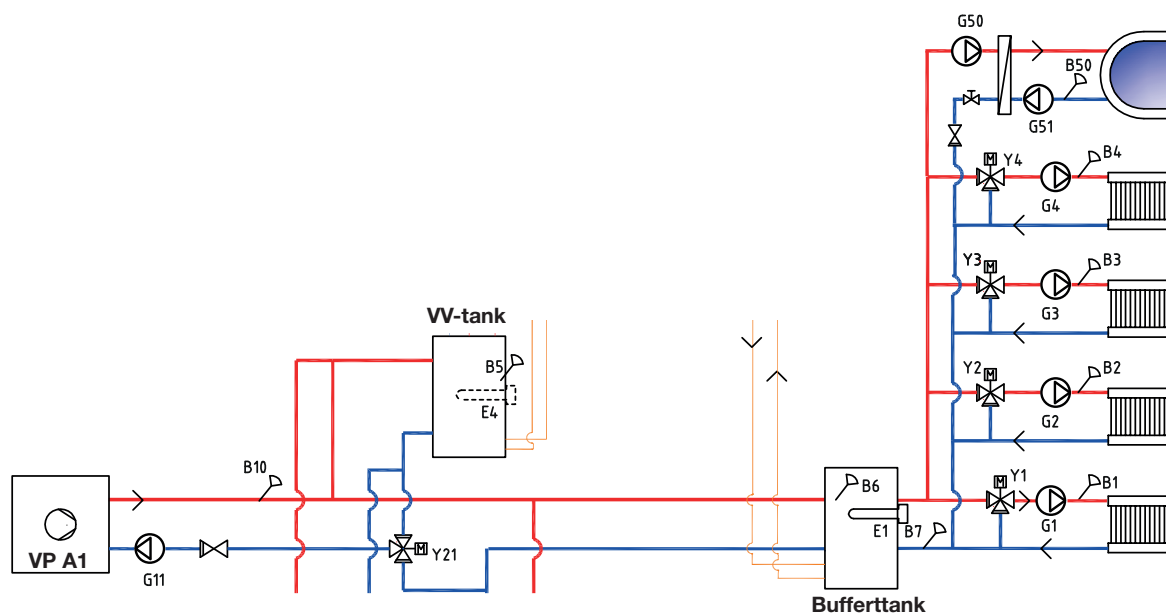 G50
B50
G51
M
Y4
B4
G4
Y3
M
B3
G3
VV-tank
B5
E4
Y2
M
B2
G2
B10
B6
M
Y1
B1
E1
B7
G1
VP A1
G11
M
Y21
Bufferttank